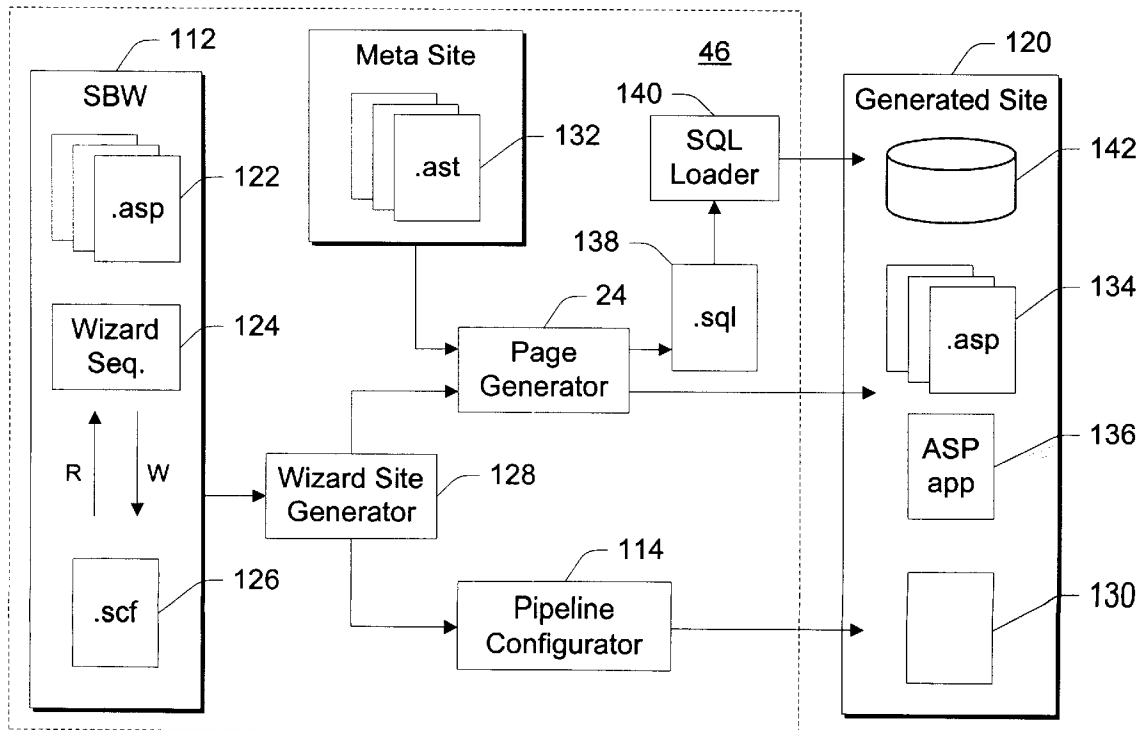 112
SBW
.asp
122
Wizard
Seq.
124
R
W
.scf
126
Meta Site
.ast
132
46
140
SQL
Loader
138
.sql
24
Page
Generator
Wizard Site
Generator
128
114
Pipeline
Configurator
120
Generated Site
142
.asp
134
ASP
app
136
130